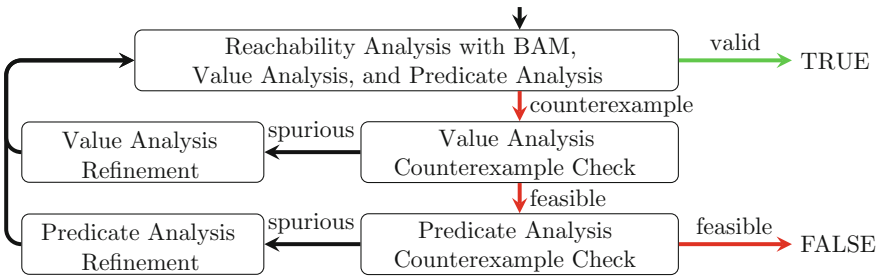 Reachability Analysis with BAM,
Value Analysis, and Predicate Analysis
valid
TRUE
counterexample
Value Analysis
Refinement
spurious
Value Analysis
Counterexample Check
feasible
Predicate Analysis
Refinement
spurious
Predicate Analysis
Counterexample Check
feasible
FALSE